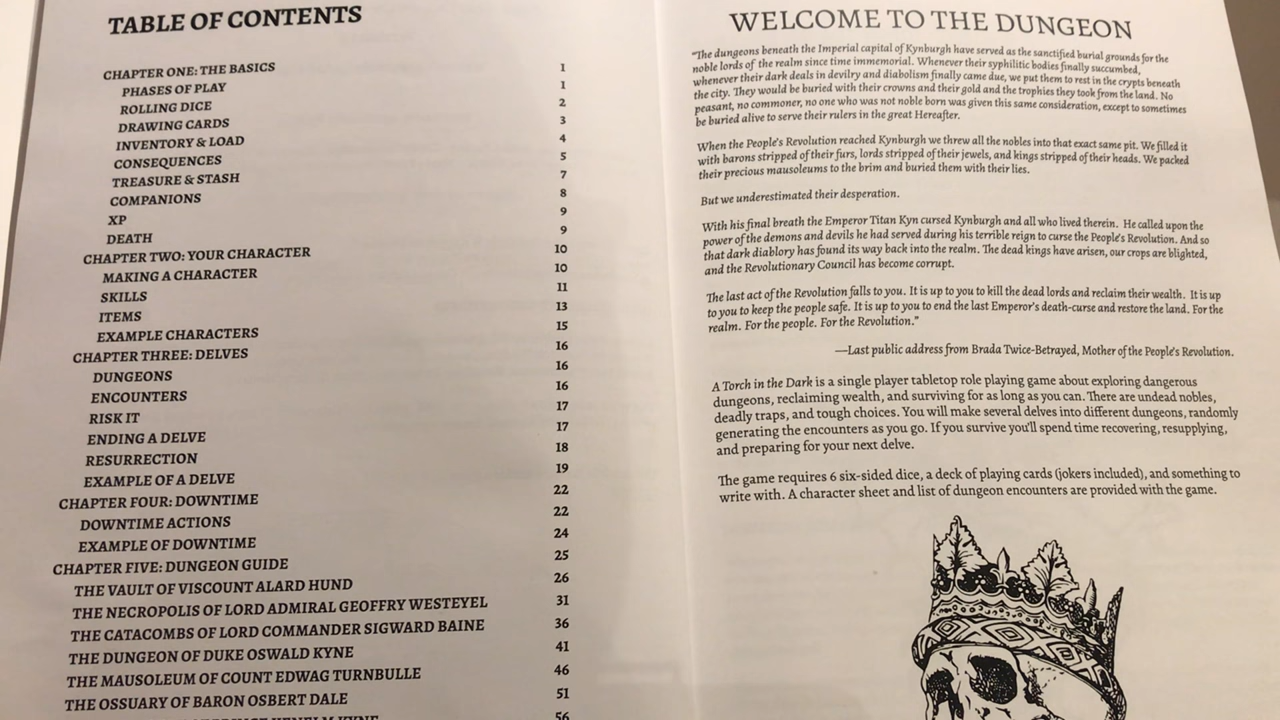 TABLE OF CONTENTS
CHAPTER ONE: THE BASICS 1
PHASES OF PLAY 1
ROLLING DICE 2
DRAWING CARDS 3
INVENTORY & LOAD 4
CONSEQUENCES 5
TREASURE & STASH 7
COMPANIONS 8
XP 9
DEATH 9
CHAPTER TWO: YOUR CHARACTER 10
MAKING A CHARACTER 10
SKILLS 11
ITEMS 13
EXAMPLE CHARACTERS 15
CHAPTER THREE: DELVES 16
DUNGEONS 16
ENCOUNTERS 16
RISK IT 17
ENDING A DELVE 17
RESURRECTION 18
EXAMPLE OF A DELVE 19
CHAPTER FOUR: DOWNTIME 22
DOWNTIME ACTIONS 22
EXAMPLE OF DOWNTIME 24
CHAPTER FIVE: DUNGEON GUIDE 25
THE VAULT OF VISCOUNT ALARD HUND 26
THE NECROPOLIS OF LORD ADMIRAL GEOFFRY WESTEYEL 31
THE CATACOMBS OF LORD COMMANDER SIGWARD BAINE 36
THE DUNGEON OF DUKE OSWALD KYNE 41
THE MAUSOLEUM OF COUNT EDWAG TURNBULLE 46
THE OSSUARY OF BARON OSBERT DALE 51
KYNE 56
WELCOME TO THE DUNGEON
"The dungeons beneath the Imperial capital of Kynburgh have served as the sanctified burial grounds for the
noble lords of the realm since time immemorial. Whenever their syphilitic bodies finally succumbed,
whenever their dark deals in devilry and diabolism finally came due, we put them to rest in the crypts beneath
the city. They would be buried with their crowns and their gold and the trophies they took from the land. No
peasant, no commoner, no one who was not noble born was given this same consideration, except to sometimes
be buried alive to serve their rulers in the great Hereafter.
When the People's Revolution reached Kynburgh we threw all the nobles into that exact same pit. We filled it
with barons stripped of their furs, lords stripped of their jewels, and kings stripped of their heads. We packed
their precious mausoleums to the brim and buried them with their lies.
But we underestimated their desperation.
With his final breath the Emperor Titan Kyn cursed Kynburgh and all who lived therein. He called upon the
power of the demons and devils he had served during his terrible reign to curse the People's Revolution. And so
that dark diablory has found its way back into the realm. The dead kings have arisen, our crops are blighted,
and the Revolutionary Council has become corrupt.
The last act of the Revolution falls to you. It is up to you to kill the dead lords and reclaim their wealth. It is up
to you to keep the people safe. It is up to you to end the last Emperor's death-curse and restore the land. For the
realm. For the people. For the Revolution."
—Last public address from Brada Twice-Betrayed, Mother of the People's Revolution.
A Torch in the Dark is a single player tabletop role playing game about exploring dangerous
dungeons, reclaiming wealth, and surviving for as long as you can. There are undead nobles,
deadly traps, and tough choices. You will make several delves into different dungeons, randomly
generating the encounters as you go. If you survive you'll spend time recovering, resupplying,
and preparing for your next delve.
The game requires 6 six-sided dice, a deck of playing cards (jokers included), and something to
write with. A character sheet and list of dungeon encounters are provided with the game.